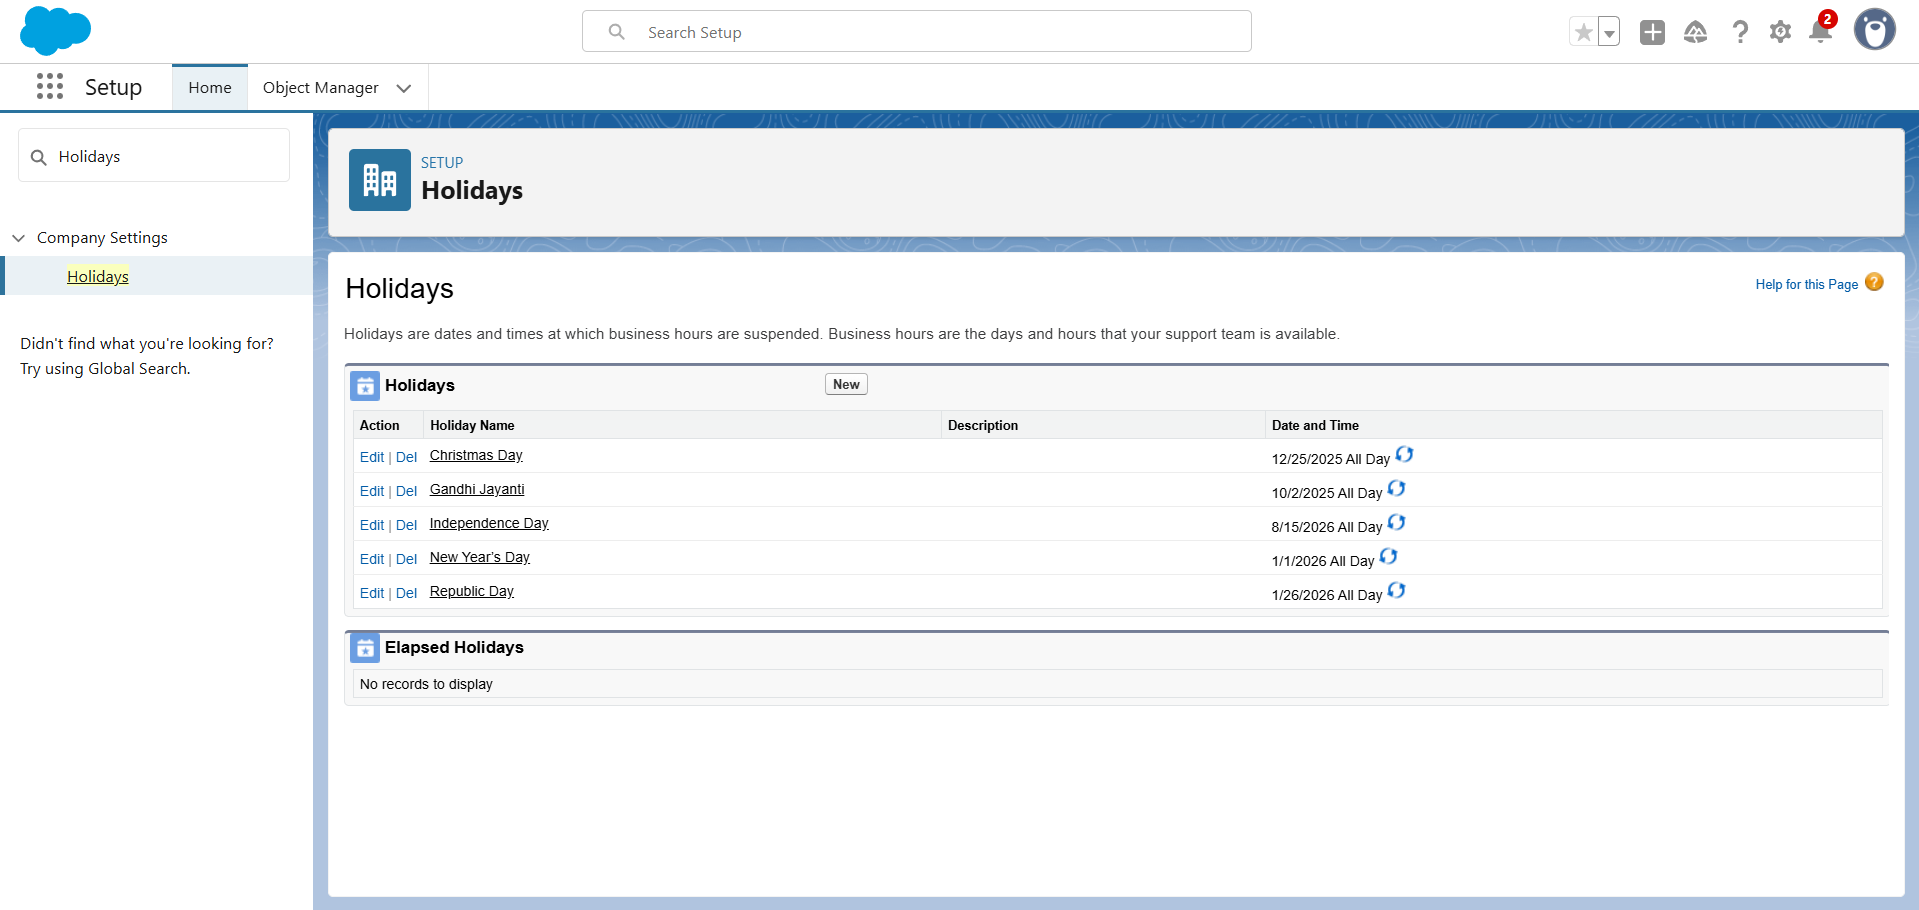 Search Setup
2
Setup
Home
Object Manager
Holidays
Company Settings
Holidays
Didn't find what you're looking for?
Try using Global Search.
SETUP
Holidays
Holidays
Help for this Page ?
Holidays are dates and times at which business hours are suspended. Business hours are the days and hours that your support team is available.
Holidays
New
Action Holiday Name Description Date and Time
Edit | Del Christmas Day 12/25/2025 All Day
Edit | Del Gandhi Jayanti 10/2/2025 All Day
Edit | Del Independence Day 8/15/2026 All Day
Edit | Del New Year’s Day 1/1/2026 All Day
Edit | Del Republic Day 1/26/2026 All Day
Elapsed Holidays
No records to display